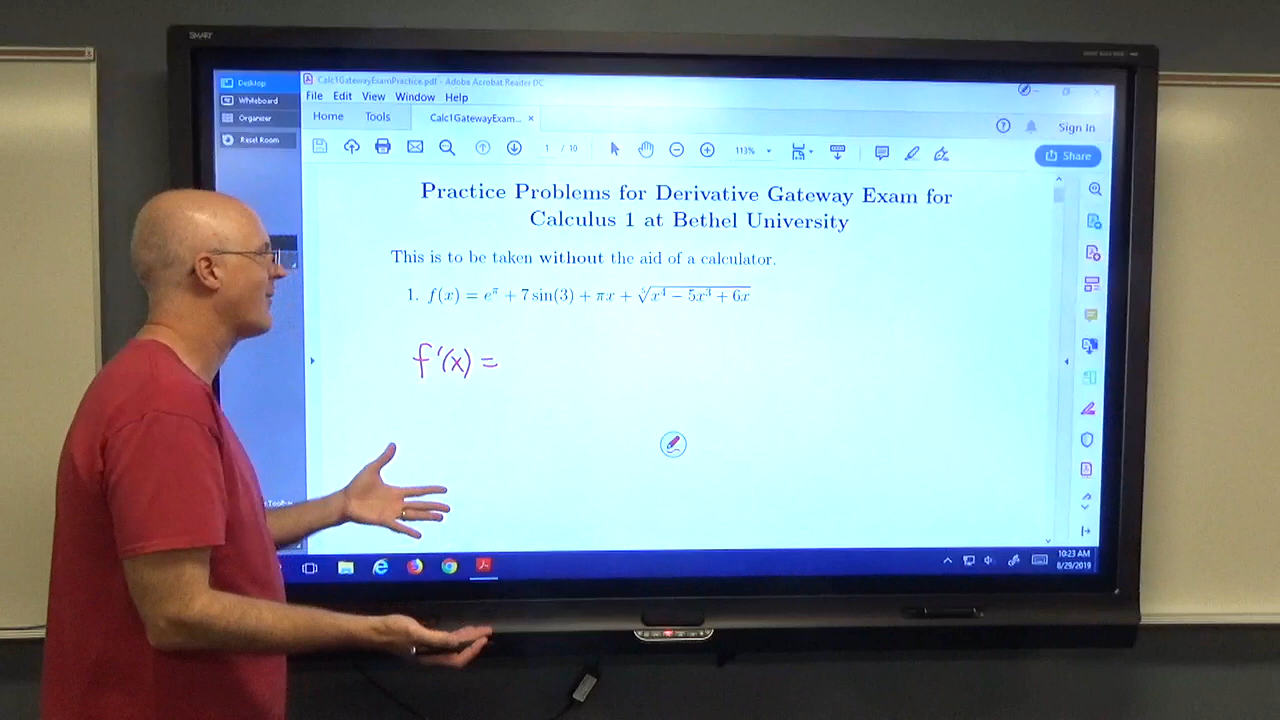 SMART
Desktop
Whiteboard
Organizer
Reset Room
Calc1GatewayExamPractice.pdf - Adobe Acrobat Reader DC
File Edit View Window Help
Home Tools Calc1GatewayExam... ×
Sign In
1 / 10 113% Share
Practice Problems for Derivative Gateway Exam for
Calculus 1 at Bethel University
This is to be taken without the aid of a calculator.
1. f(x) = e^π + 7 sin(3) + πx + ⁵√(x⁴ − 5x³ + 6x)
f'(x) =
10:23 AM
8/29/2019